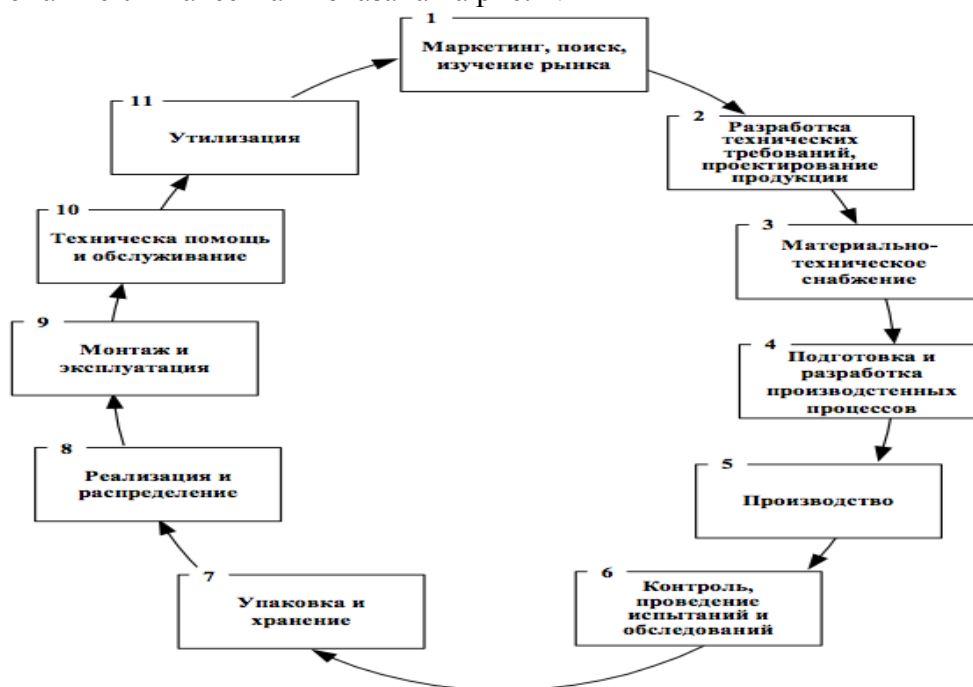 1
Маркетинг, поиск,
изучение рынка
2
Разработка
технических
требований,
проектирование
продукции
3
Материально-
техническое
снабжение
4
Подготовка и
разработка
производстенных
процессов
5
Производство
6
Контроль,
проведение
испытаний и
обследований
7
Упаковка и
хранение
8
Реализация и
распределение
9
Монтаж и
эксплуатация
10
Техническа помощь
и обслуживание
11
Утилизация